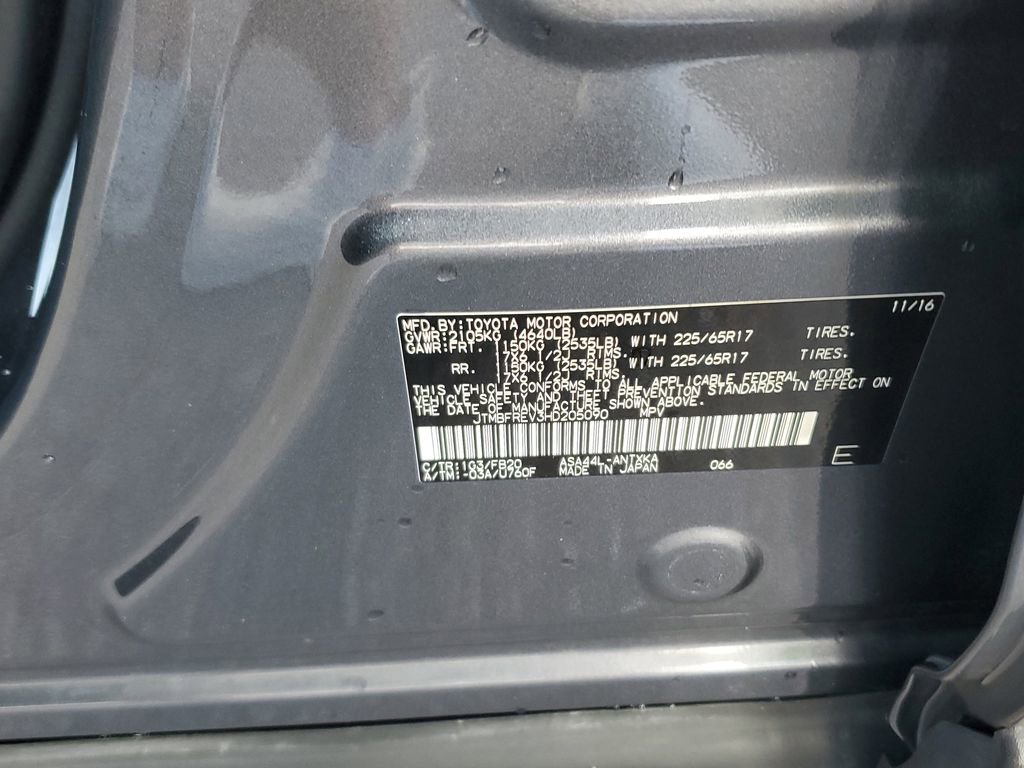 11/16
MFD.BY:TOYOTA MOTOR CORPORATION
GVWR:2105KG (4640LB)
GAWR:FRT. 1150KG (2535LB) WITH 225/65R17 TIRES.
17X6 1/2J RTMS.
RR. 1150KG (2535LB) WITH 225/65R17 TIRES.
17X6 1/2J RTMS.
THIS VEHICLE CONFORMS TO ALL APPLICABLE FEDERAL MOTOR
VEHICLE SAFETY AND THEFT PREVENTION STANDARDS IN EFFECT ON
THE DATE OF MANUFACTURE SHOWN ABOVE.
JTMBFREV3HD205090 MPV
C/TR:1G3/FB20 ASA44L-ANTXKA 066 E
A/TM:-03A/U760F MADE IN JAPAN